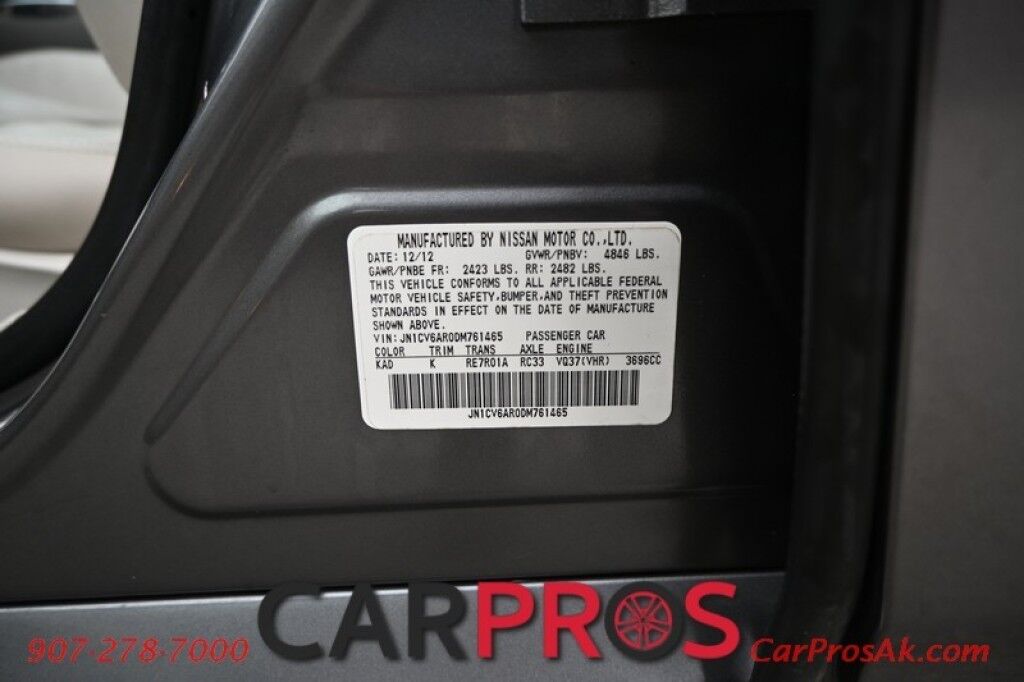 MANUFACTURED BY NISSAN MOTOR CO.,LTD.
DATE: 12/12 GVWR/PNBV: 4846 LBS.
GAWR/PNBE FR: 2423 LBS. RR: 2482 LBS.
THIS VEHICLE CONFORMS TO ALL APPLICABLE FEDERAL
MOTOR VEHICLE SAFETY,BUMPER,AND THEFT PREVENTION
STANDARDS IN EFFECT ON THE DATE OF MANUFACTURE
SHOWN ABOVE.
VIN: JN1CV6AR0DM761465 PASSENGER CAR
COLOR TRIM TRANS AXLE ENGINE
KAD K RE7R01A RC33 VQ37(VHR) 3696CC
JN1CV6AR0DM761465
907-278-7000 CARPROS CarProsAk.com